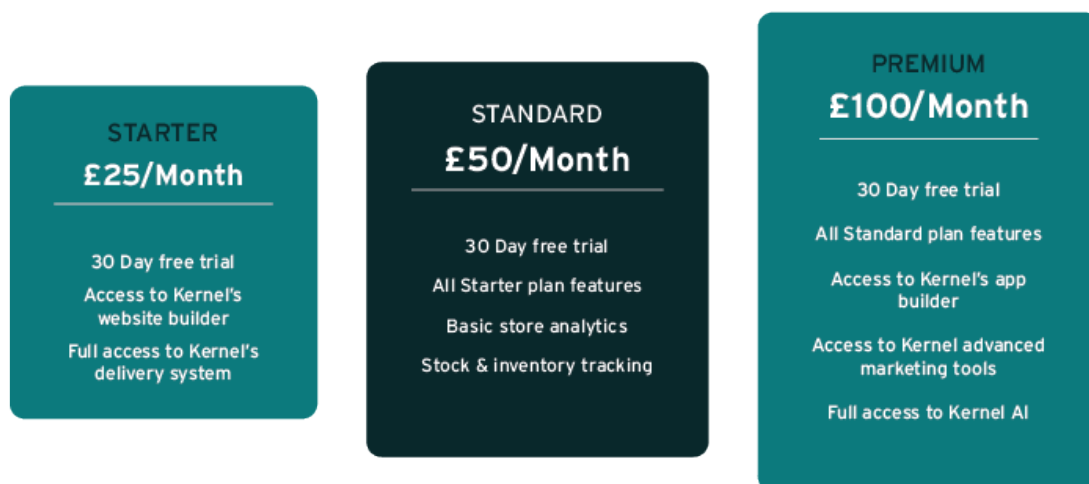 STARTER
£25/Month
30 Day free trial
Access to Kernel's
website builder
Full access to Kernel's
delivery system
STANDARD
£50/Month
30 Day free trial
All Starter plan features
Basic store analytics
Stock & inventory tracking
PREMIUM
£100/Month
30 Day free trial
All Standard plan features
Access to Kernel's app
builder
Access to Kernel advanced
marketing tools
Full access to Kernel AI